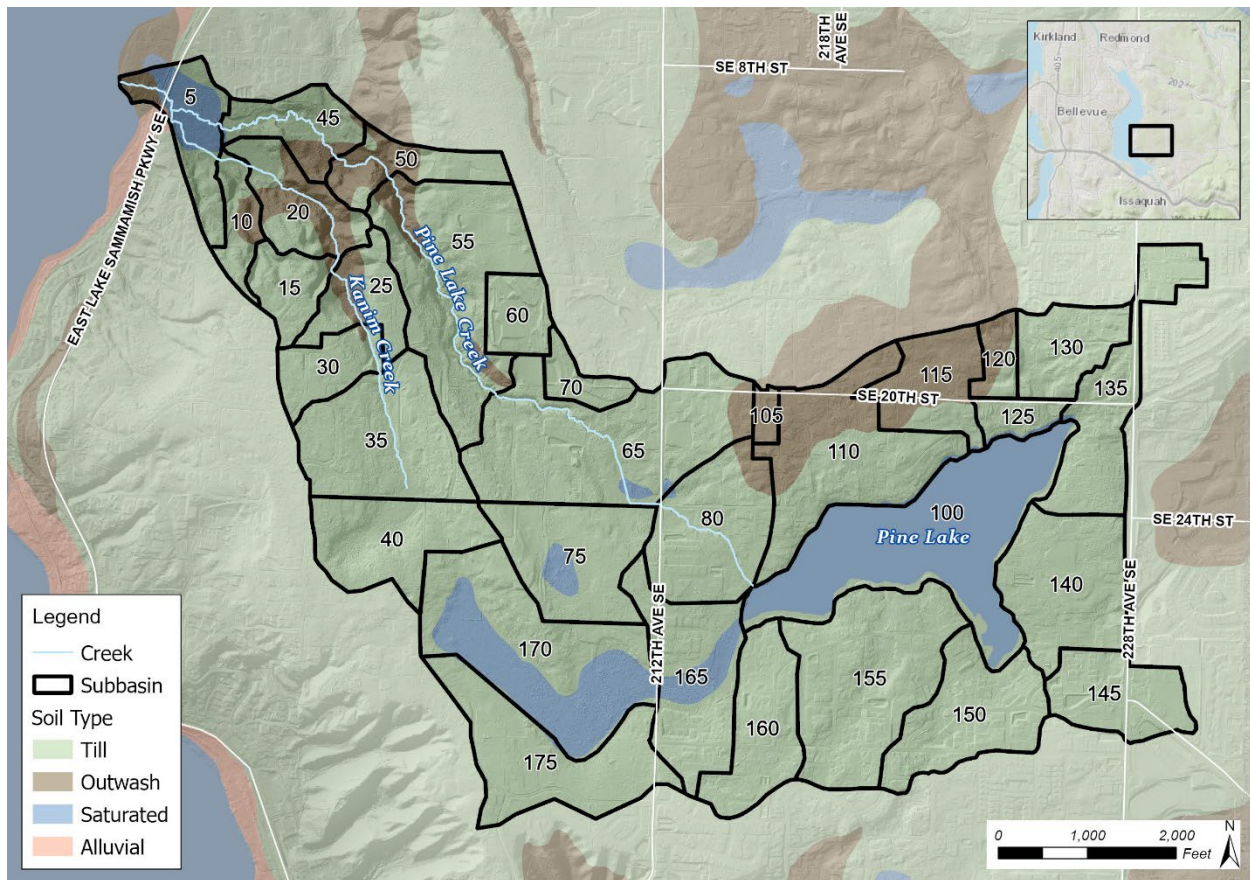 218TH
AVE SE
SE 8TH ST
Kirkland
Redmond
405
202
Bellevue
Issaquah
5
45
50
10
20
55
EAST LAKE SAMMAMISH PKWY SE
Pine Lake Creek
15
25
Kanim Creek
60
30
70
SE 20TH ST
105
115
120
130
135
125
35
65
110
80
100
Pine Lake
SE 24TH ST
40
75
140
228TH AVE SE
212TH AVE SE
170
165
155
150
145
160
175
Legend
Creek
Subbasin
Soil Type
Till
Outwash
Saturated
Alluvial
N
0 1,000 2,000
Feet